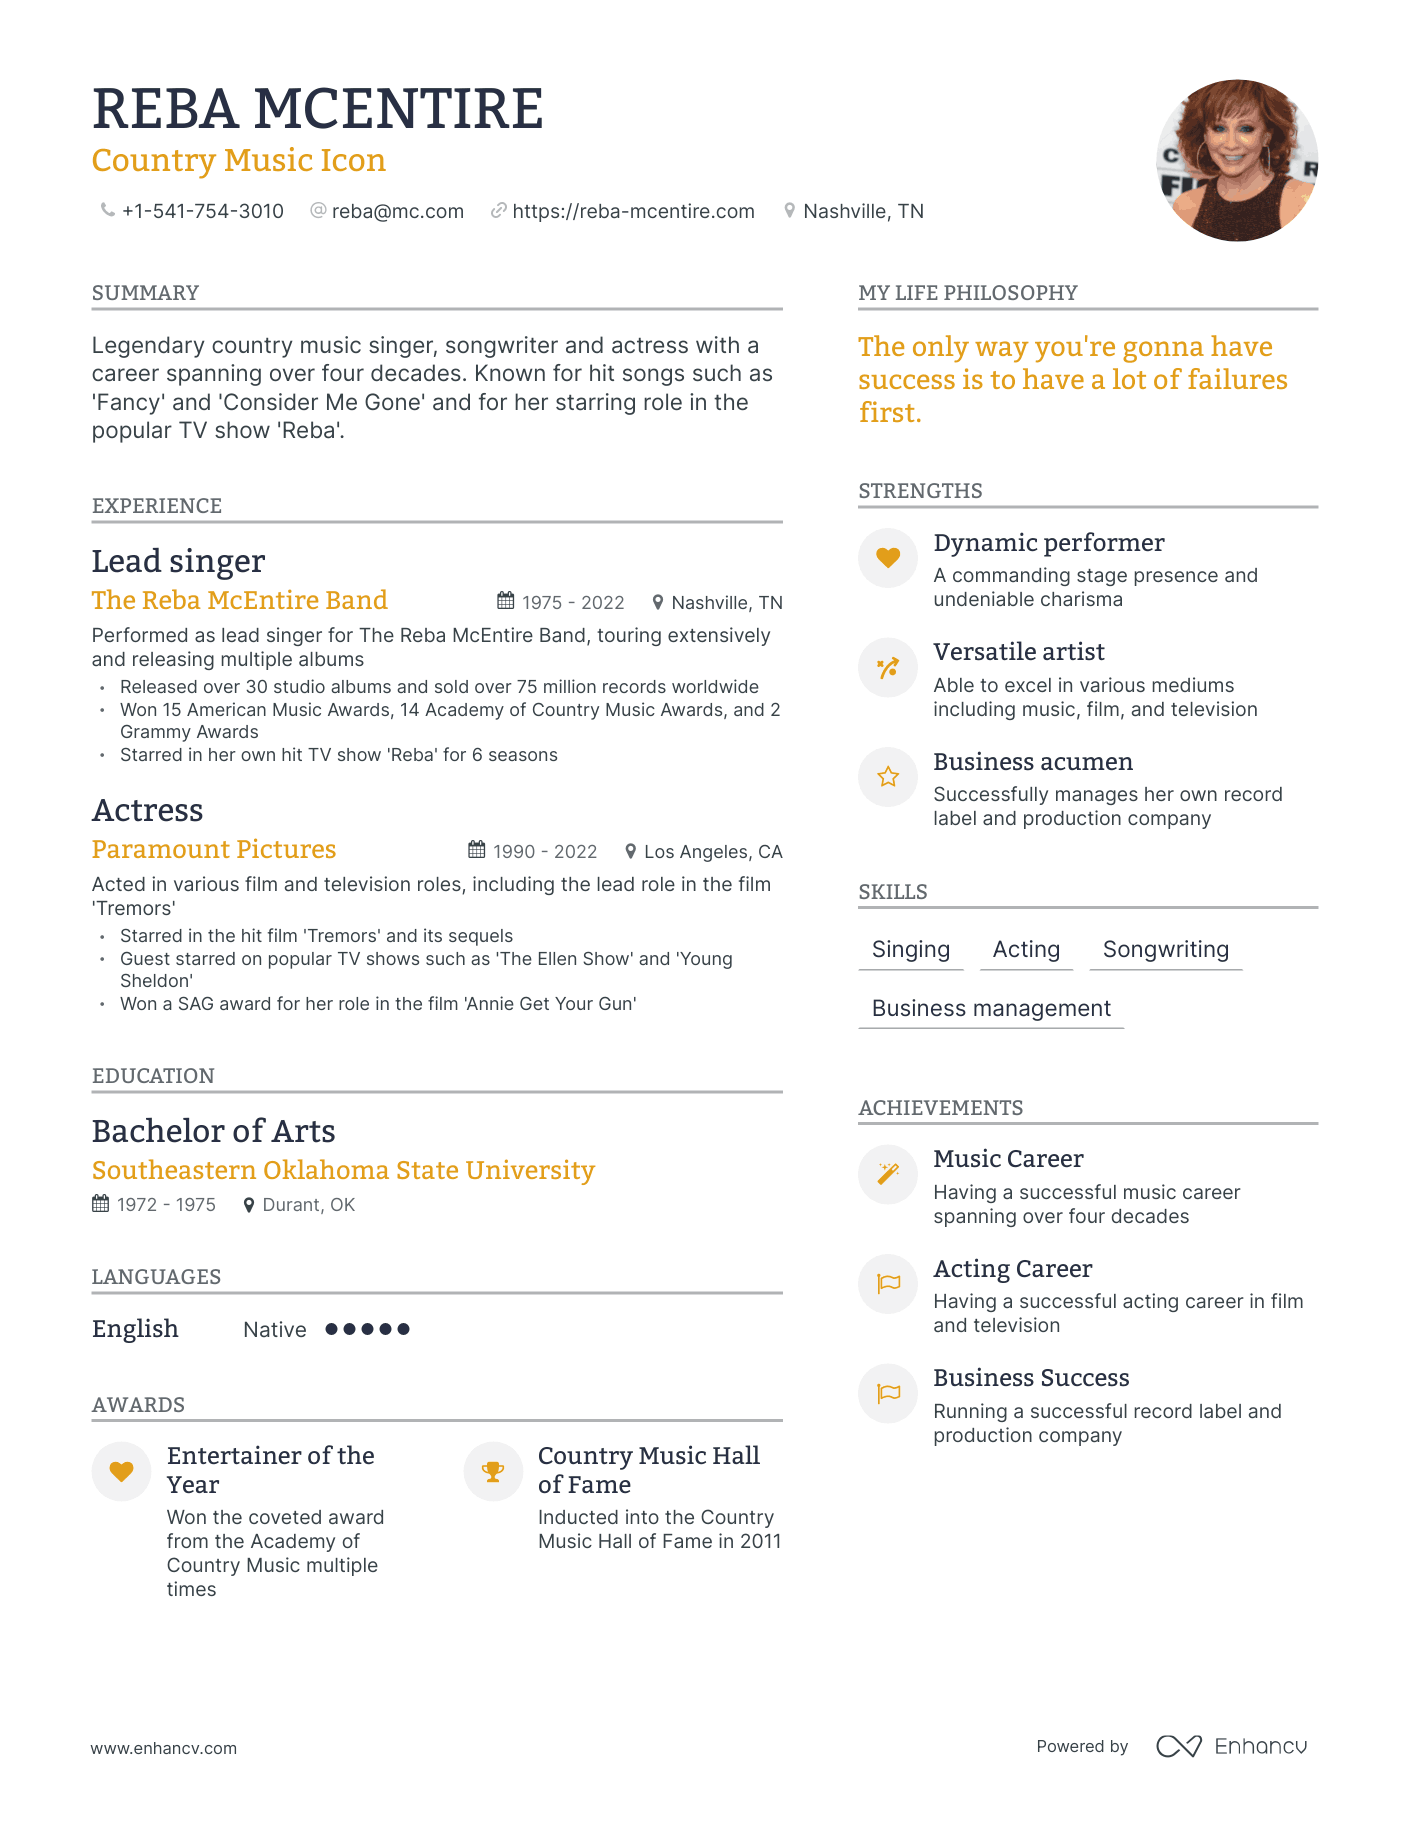 REBA MCENTIRE
Country Music Icon
+1-541-754-3010 @ reba@mc.com https://reba-mcentire.com Nashville, TN
SUMMARY
Legendary country music singer, songwriter and actress with a
career spanning over four decades. Known for hit songs such as
'Fancy' and 'Consider Me Gone' and for her starring role in the
popular TV show 'Reba'.
EXPERIENCE
Lead singer
The Reba McEntire Band 1975 - 2022 Nashville, TN
Performed as lead singer for The Reba McEntire Band, touring extensively
and releasing multiple albums
• Released over 30 studio albums and sold over 75 million records worldwide
• Won 15 American Music Awards, 14 Academy of Country Music Awards, and 2
Grammy Awards
• Starred in her own hit TV show 'Reba' for 6 seasons
Actress
Paramount Pictures 1990 - 2022 Los Angeles, CA
Acted in various film and television roles, including the lead role in the film
'Tremors'
• Starred in the hit film 'Tremors' and its sequels
• Guest starred on popular TV shows such as 'The Ellen Show' and 'Young
Sheldon'
• Won a SAG award for her role in the film 'Annie Get Your Gun'
EDUCATION
Bachelor of Arts
Southeastern Oklahoma State University
1972 - 1975 Durant, OK
LANGUAGES
English Native
AWARDS
Entertainer of the
Year
Won the coveted award
from the Academy of
Country Music multiple
times
Country Music Hall
of Fame
Inducted into the Country
Music Hall of Fame in 2011
MY LIFE PHILOSOPHY
The only way you're gonna have
success is to have a lot of failures
first.
STRENGTHS
Dynamic performer
A commanding stage presence and
undeniable charisma
Versatile artist
Able to excel in various mediums
including music, film, and television
Business acumen
Successfully manages her own record
label and production company
SKILLS
Singing Acting Songwriting
Business management
ACHIEVEMENTS
Music Career
Having a successful music career
spanning over four decades
Acting Career
Having a successful acting career in film
and television
Business Success
Running a successful record label and
production company
www.enhancv.com
Powered by Enhancv